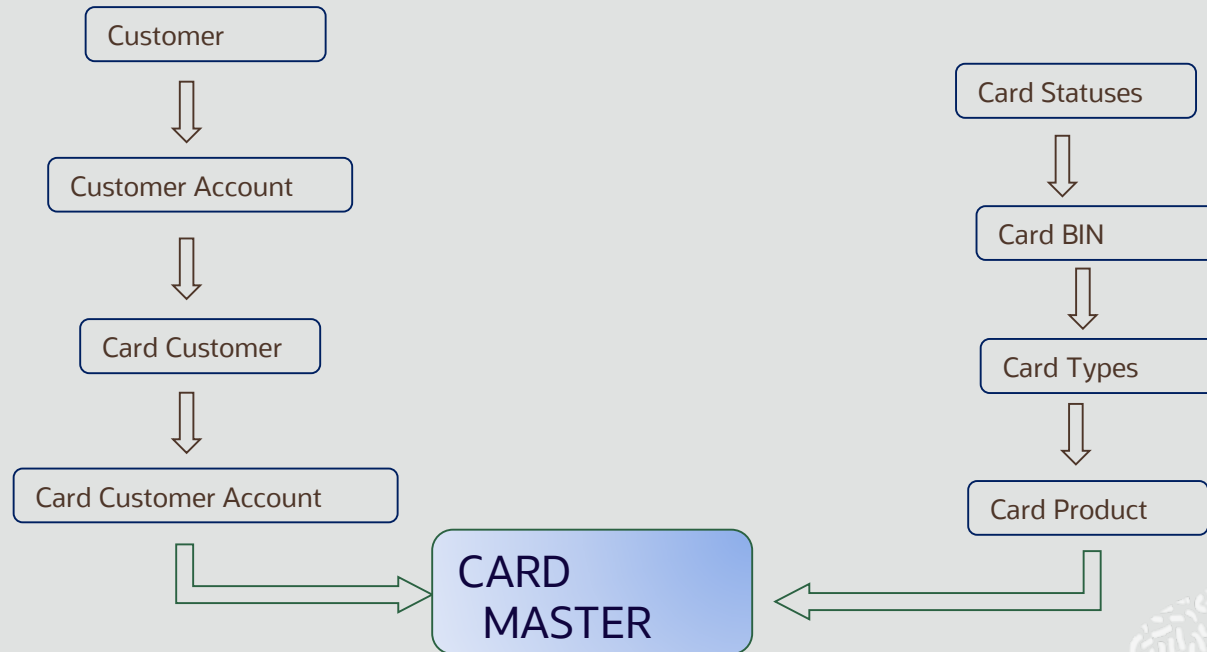 Customer
Customer Account
Card Customer
Card Customer Account
Card Statuses
Card BIN
Card Types
Card Product
CARD
MASTER